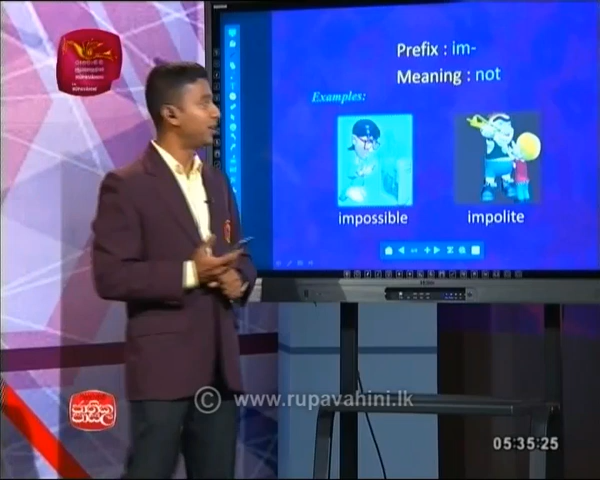 Prefix : im-
Meaning : not
Examples:
impossible
impolite
© www.rupavahini.lk
05:35:25